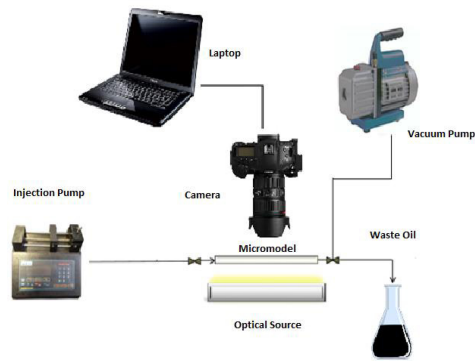 Laptop
Vacuum Pump
Camera
Injection Pump
Micromodel
Waste Oil
Optical Source